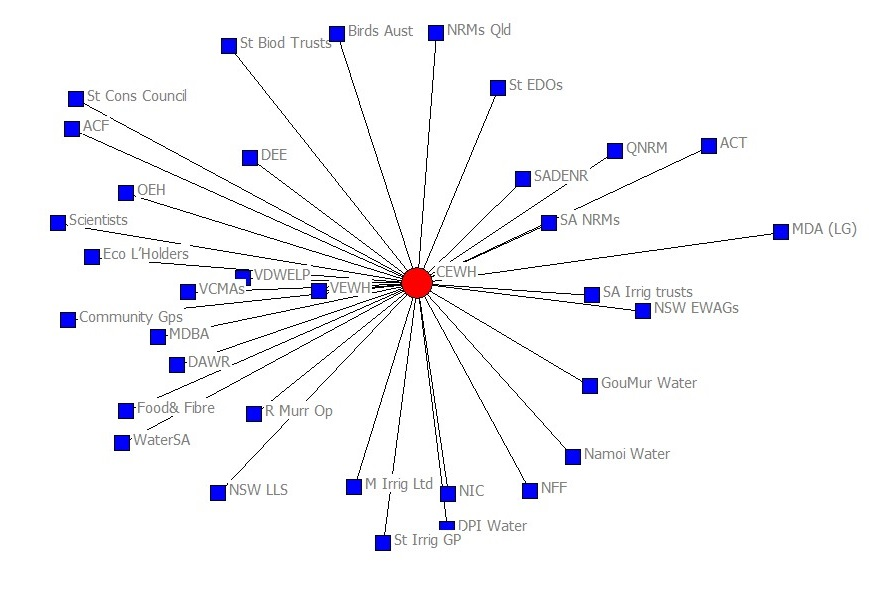 Birds Aust
NRMs Qld
St Biod Trusts
St EDOs
St Cons Council
ACF
ACT
QNRM
DEE
SADENR
OEH
Scientists
SA NRMs
MDA (LG)
Eco L'Holders
CEWH
VDWELP
VCMAs
VEWH
SA Irrig trusts
NSW EWAGs
Community Gps
MDBA
DAWR
GouMur Water
Food& Fibre
R Murr Op
WaterSA
Namoi Water
M Irrig Ltd
NSW LLS
NIC
NFF
DPI Water
St Irrig GP